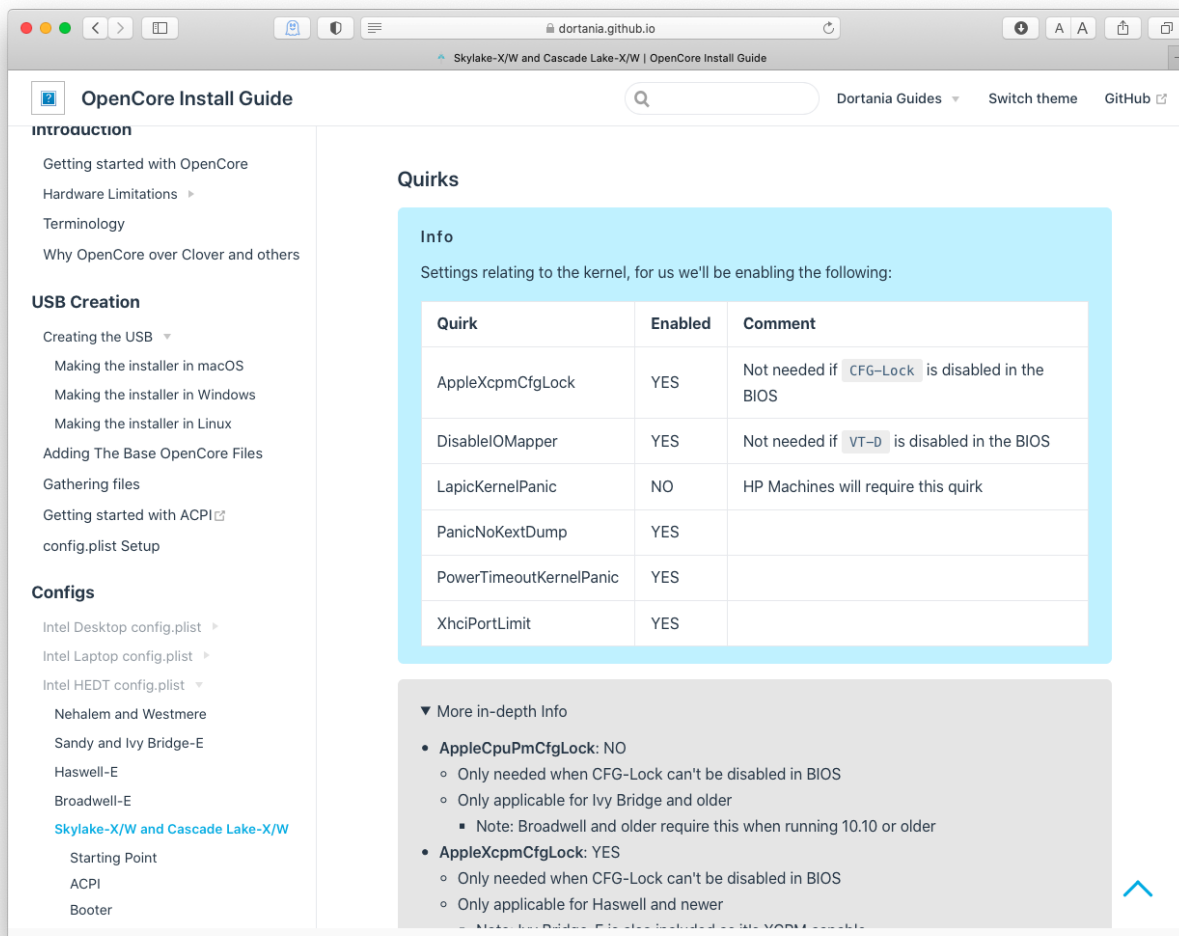 dortania.github.io
A A
Skylake-X/W and Cascade Lake-X/W | OpenCore Install Guide
OpenCore Install Guide
Dortania Guides
Switch theme
GitHub
Introduction
Getting started with OpenCore
Hardware Limitations
Terminology
Why OpenCore over Clover and others
USB Creation
Creating the USB
Making the installer in macOS
Making the installer in Windows
Making the installer in Linux
Adding The Base OpenCore Files
Gathering files
Getting started with ACPI
config.plist Setup
Configs
Intel Desktop config.plist
Intel Laptop config.plist
Intel HEDT config.plist
Nehalem and Westmere
Sandy and Ivy Bridge-E
Haswell-E
Broadwell-E
Skylake-X/W and Cascade Lake-X/W
Starting Point
ACPI
Booter
Quirks
Info
Settings relating to the kernel, for us we'll be enabling the following:
Quirk Enabled Comment
AppleXcpmCfgLock YES Not needed if CFG-Lock is disabled in the
BIOS
DisableIOMapper YES Not needed if VT-D is disabled in the BIOS
LapicKernelPanic NO HP Machines will require this quirk
PanicNoKextDump YES
PowerTimeoutKernelPanic YES
XhciPortLimit YES
▼ More in-depth Info
• AppleCpuPmCfgLock: NO
Only needed when CFG-Lock can't be disabled in BIOS
Only applicable for Ivy Bridge and older
Note: Broadwell and older require this when running 10.10 or older
• AppleXcpmCfgLock: YES
Only needed when CFG-Lock can't be disabled in BIOS
Only applicable for Haswell and newer
Note: Ivy Bridge-E is also included as it's XCPM capable